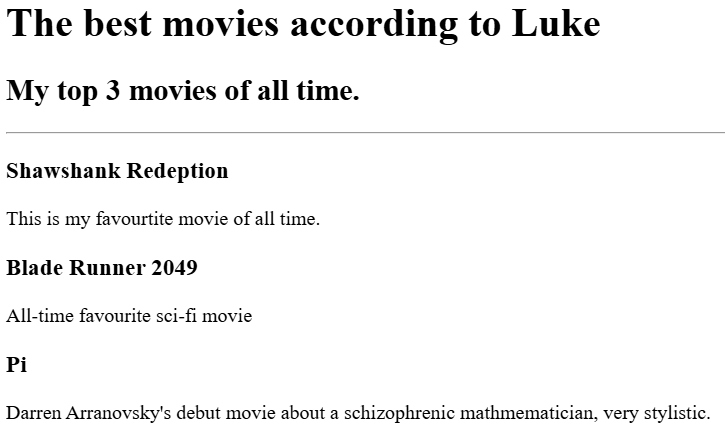 The best movies according to Luke
My top 3 movies of all time.
Shawshank Redeption
This is my favourtite movie of all time.
Blade Runner 2049
All-time favourite sci-fi movie
Pi
Darren Arranovsky's debut movie about a schizophrenic mathmematician, very stylistic.